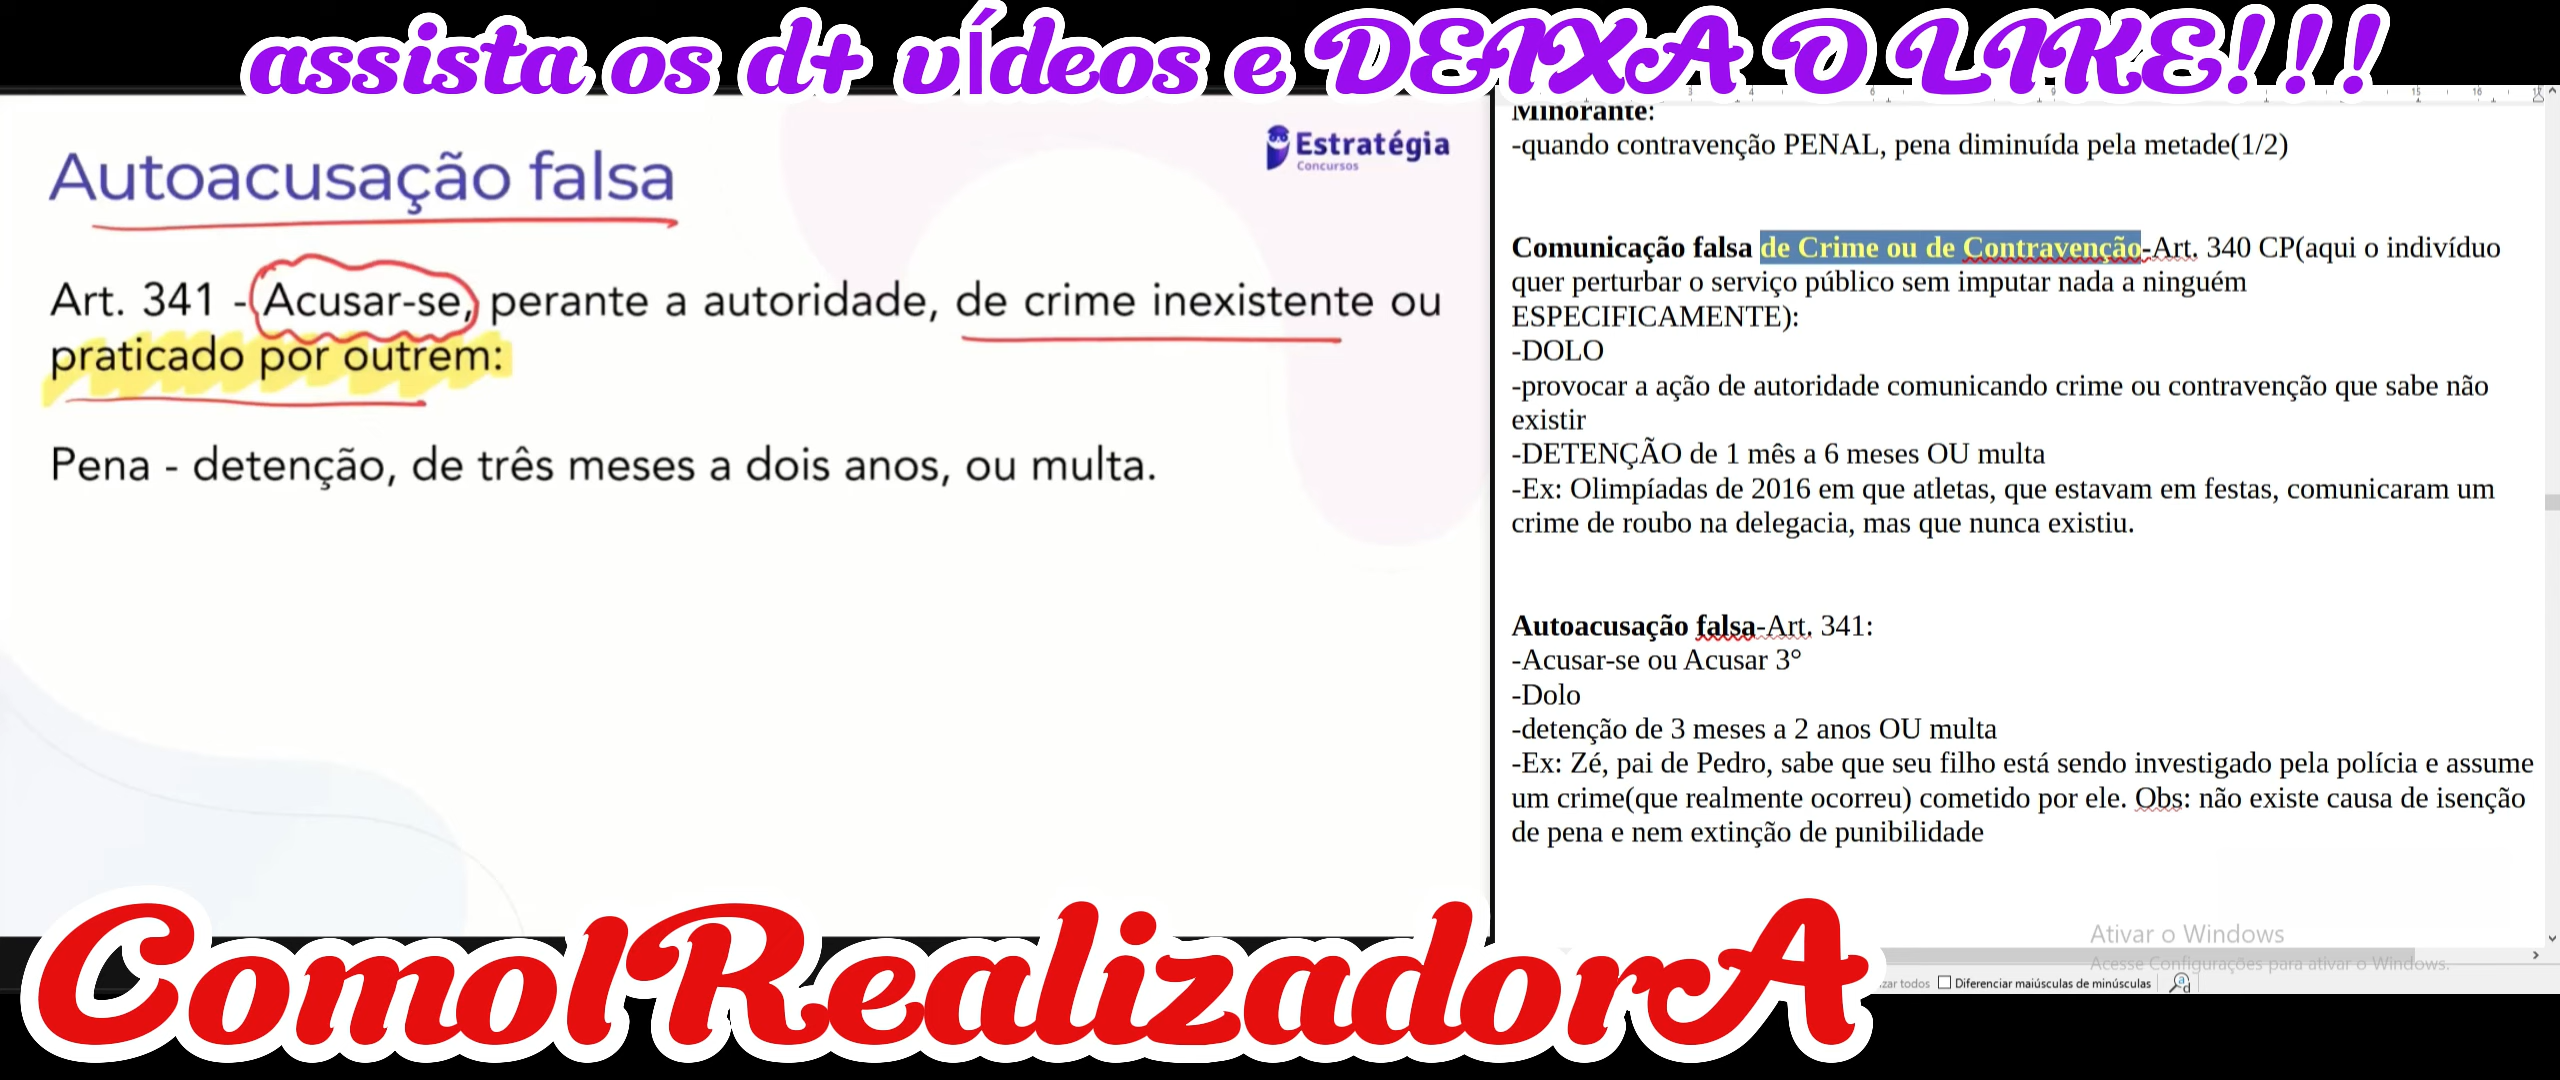 assista os d+ vÍdeos e DEIXA O LIKE!!!
Estratégia
Concursos
Autoacusação falsa
Art. 341 - Acusar-se, perante a autoridade, de crime inexistente ou
praticado por outrem:
Pena - detenção, de três meses a dois anos, ou multa.
Minorante:
-quando contravenção PENAL, pena diminuída pela metade(1/2)
Comunicação falsa de Crime ou de Contravenção-Art. 340 CP(aqui o indivíduo
quer perturbar o serviço público sem imputar nada a ninguém
ESPECIFICAMENTE):
-DOLO
-provocar a ação de autoridade comunicando crime ou contravenção que sabe não
existir
-DETENÇÃO de 1 mês a 6 meses OU multa
-Ex: Olimpíadas de 2016 em que atletas, que estavam em festas, comunicaram um
crime de roubo na delegacia, mas que nunca existiu.
Autoacusação falsa-Art. 341:
-Acusar-se ou Acusar 3°
-Dolo
-detenção de 3 meses a 2 anos OU multa
-Ex: Zé, pai de Pedro, sabe que seu filho está sendo investigado pela polícia e assume
um crime(que realmente ocorreu) cometido por ele. Obs: não existe causa de isenção
de pena e nem extinção de punibilidade
Ativar o Windows
Acesse Configurações para ativar o Windows.
todos Diferenciar maiúsculas de minúsculas
ComolRealizadorA